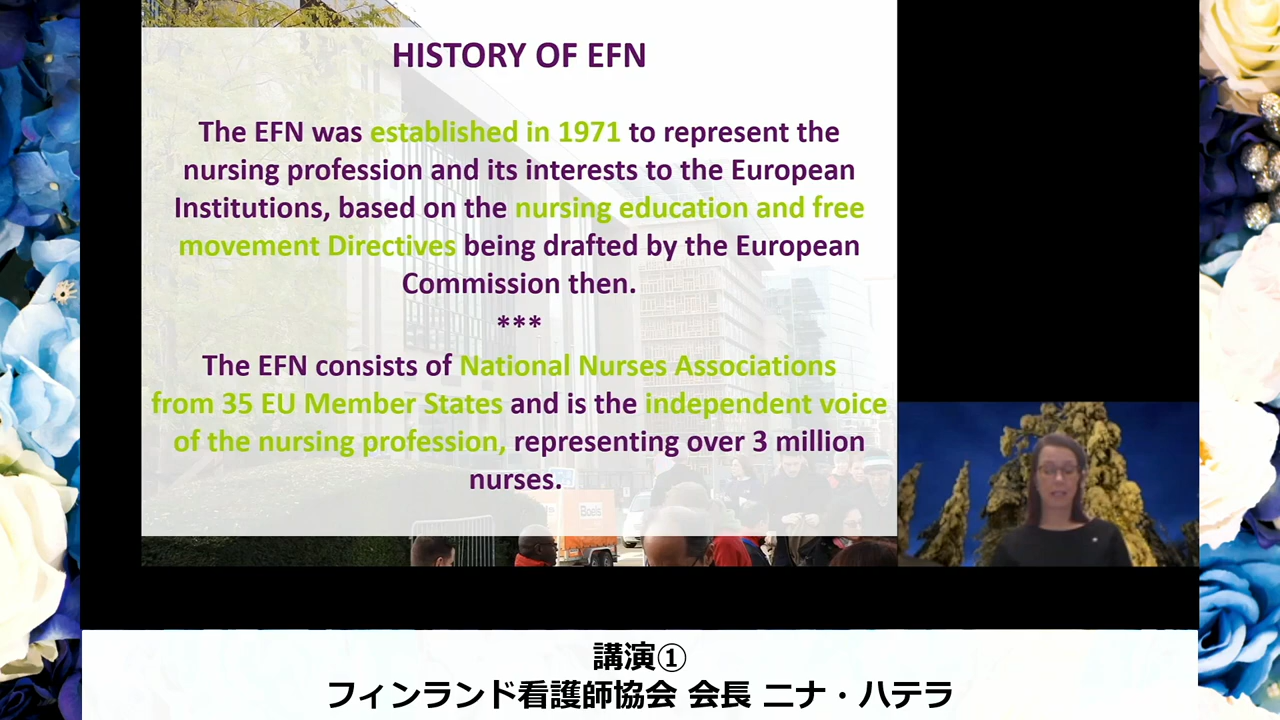 HISTORY OF EFN
The EFN was established in 1971 to represent the
nursing profession and its interests to the European
Institutions, based on the nursing education and free
movement Directives being drafted by the European
Commission then.
***
The EFN consists of National Nurses Associations
from 35 EU Member States and is the independent voice
of the nursing profession, representing over 3 million
nurses.
Boels
講演①
フィンランド看護師協会 会長 ニナ・ハテラ